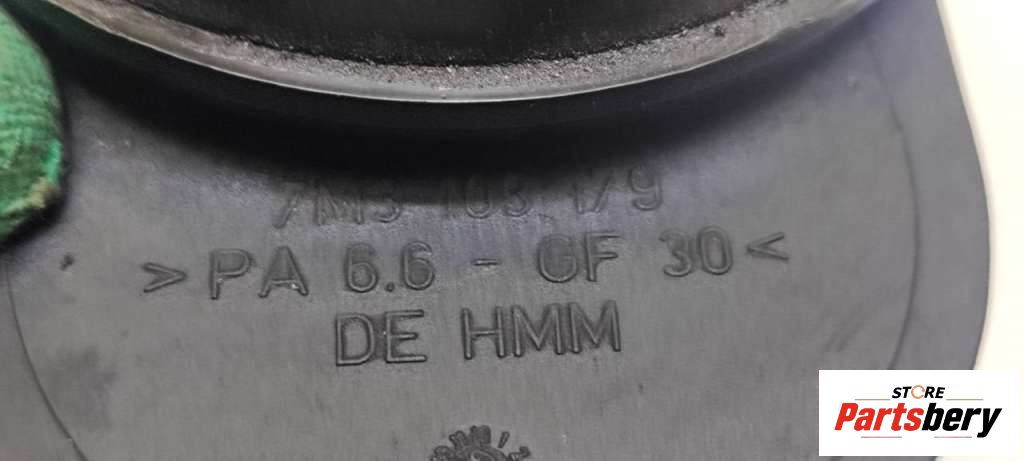 7M3 103 179
>PA 6.6 - GF 30<
DE HMM
STORE
Partsbery